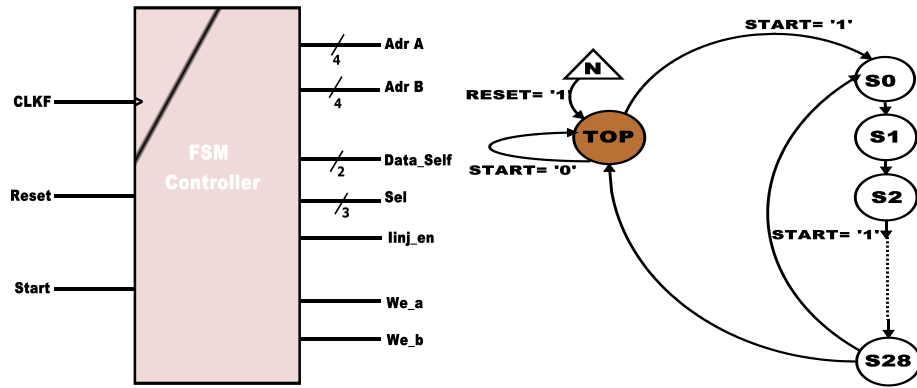 CLKF
Reset
Start
FSM
Controller
Adr A
4
Adr B
4
Data_Self
2
Sel
3
Iinj_en
We_a
We_b
START= '1'
N
RESET= '1'
TOP
START= '0'
S0
S1
S2
START= '1'
S28